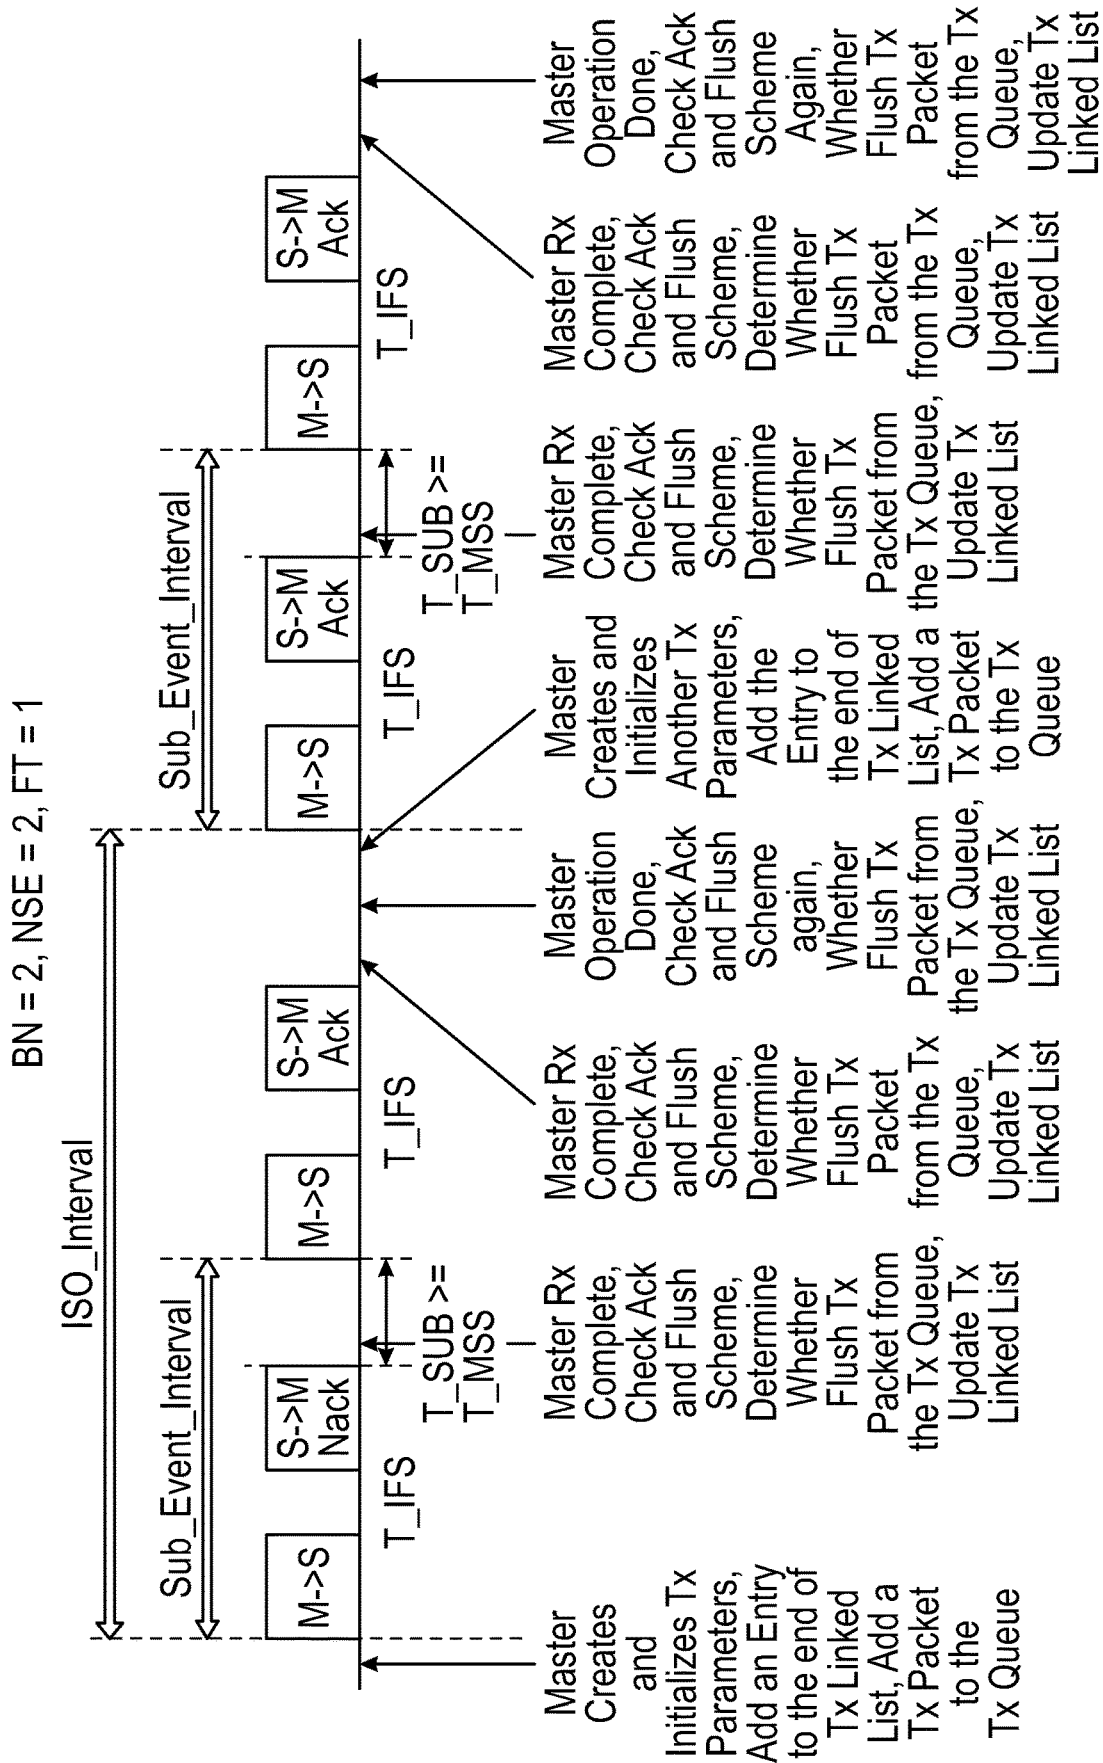 BN = 2, NSE = 2, FT = 1
ISO_Interval
Sub_Event_Interval
Sub_Event_Interval
M->S
S->M
Nack
M->S
S->M
Ack
M->S
S->M
Ack
M->S
S->M
Ack
T_IFS
T_SUB >=
T_MSS
T_IFS
T_IFS
T_SUB >=
T_MSS
T_IFS
Master
Creates
and
Initializes Tx
Parameters,
Add an Entry
to the end of
Tx Linked
List, Add a
Tx Packet
to the
Tx Queue
Master Rx
Complete,
Check Ack
and Flush
Scheme,
Determine
Whether
Flush Tx
Packet from
the Tx Queue,
Update Tx
Linked List
Master Rx
Complete,
Check Ack
and Flush
Scheme,
Determine
Whether
Flush Tx
Packet
from the Tx
Queue,
Update Tx
Linked List
Master
Operation
Done,
Check Ack
and Flush
Scheme
again,
Whether
Flush Tx
Packet from
the Tx Queue,
Update Tx
Linked List
Master
Creates and
Initializes
Another Tx
Parameters,
Add the
Entry to
the end of
Tx Linked
List, Add a
Tx Packet
to the Tx
Queue
Master Rx
Complete,
Check Ack
and Flush
Scheme,
Determine
Whether
Flush Tx
Packet from
the Tx Queue,
Update Tx
Linked List
Master Rx
Complete,
Check Ack
and Flush
Scheme,
Determine
Whether
Flush Tx
Packet
from the Tx
Queue,
Update Tx
Linked List
Master
Operation
Done,
Check Ack
and Flush
Scheme
Again,
Whether
Flush Tx
Packet
from the Tx
Queue,
Update Tx
Linked List